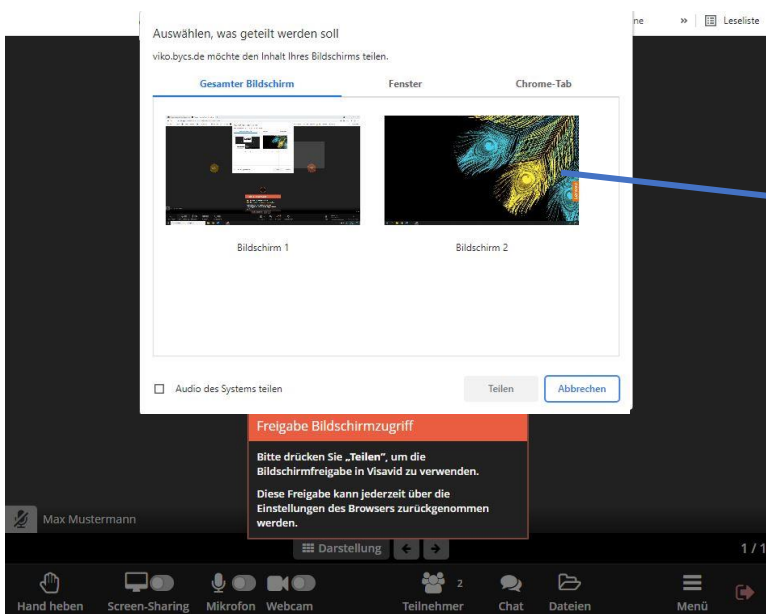 ne » Leseliste
Auswählen, was geteilt werden soll
viko.bycs.de möchte den Inhalt Ihres Bildschirms teilen.
Gesamter Bildschirm Fenster Chrome-Tab
Bildschirm 1 Bildschirm 2
Audio des Systems teilen Teilen Abbrechen
Freigabe Bildschirmzugriff
Bitte drücken Sie „Teilen“, um die
Bildschirmfreigabe in Visavid zu verwenden.
Diese Freigabe kann jederzeit über die
Einstellungen des Browsers zurückgenommen
werden.
Max Mustermann
Darstellung 1 / 1
2
Hand heben Screen-Sharing Mikrofon Webcam Teilnehmer Chat Dateien Menü